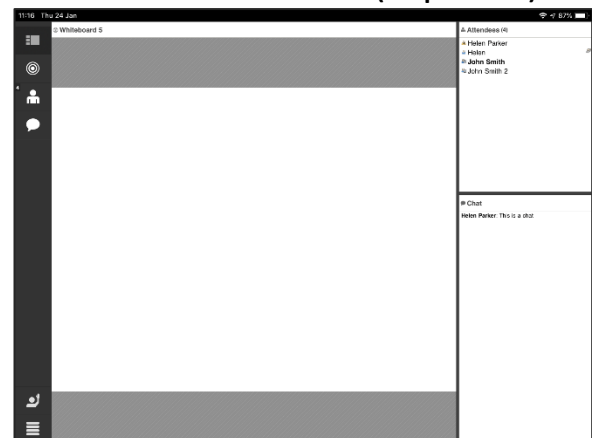 11:16 Thu 24 Jan
87%
Whiteboard 5
Attendees (4)
Helen Parker
Helen
John Smith
John Smith 2
4
Chat
Helen Parker: This is a chat